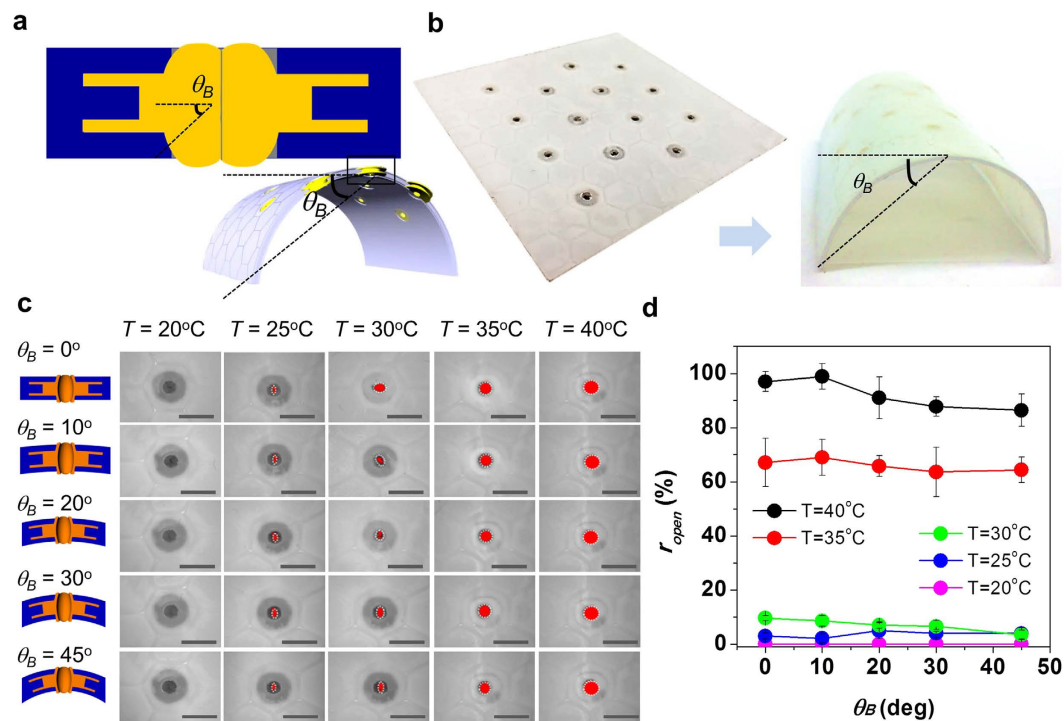 a
b
θB
θB
θB
c
T = 20°C
T = 25°C
T = 30°C
T = 35°C
T = 40°C
θB = 0°
θB = 10°
θB = 20°
θB = 30°
θB = 45°
d
100
80
60
40
20
0
ropen (%)
T=40°C
T=35°C
T=30°C
T=25°C
T=20°C
0 10 20 30 40 50
θB (deg)